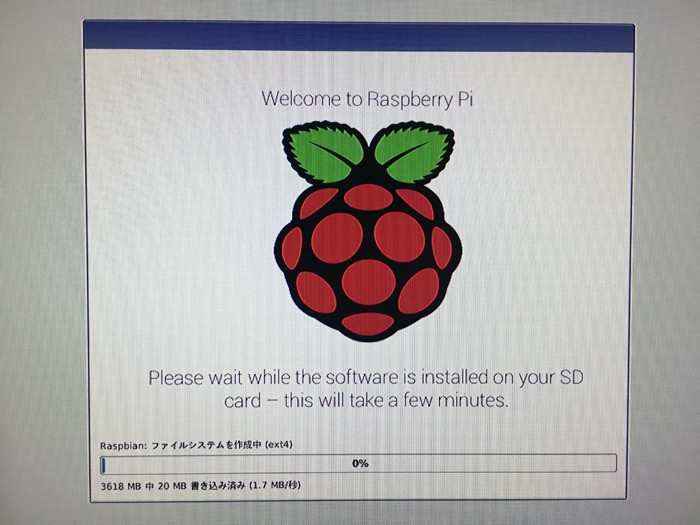 Welcome to Raspberry Pi
Please wait while the software is installed on your SD
card – this will take a few minutes.
Raspbian: ファイルシステムを作成中 (ext4)
0%
3618 MB 中 20 MB 書き込み済み (1.7 MB/秒)